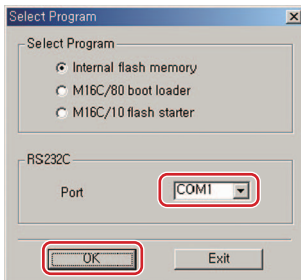 Select Program
Select Program
Internal flash memory
M16C/80 boot loader
M16C/10 flash starter
RS232C
Port
COM1
OK
Exit